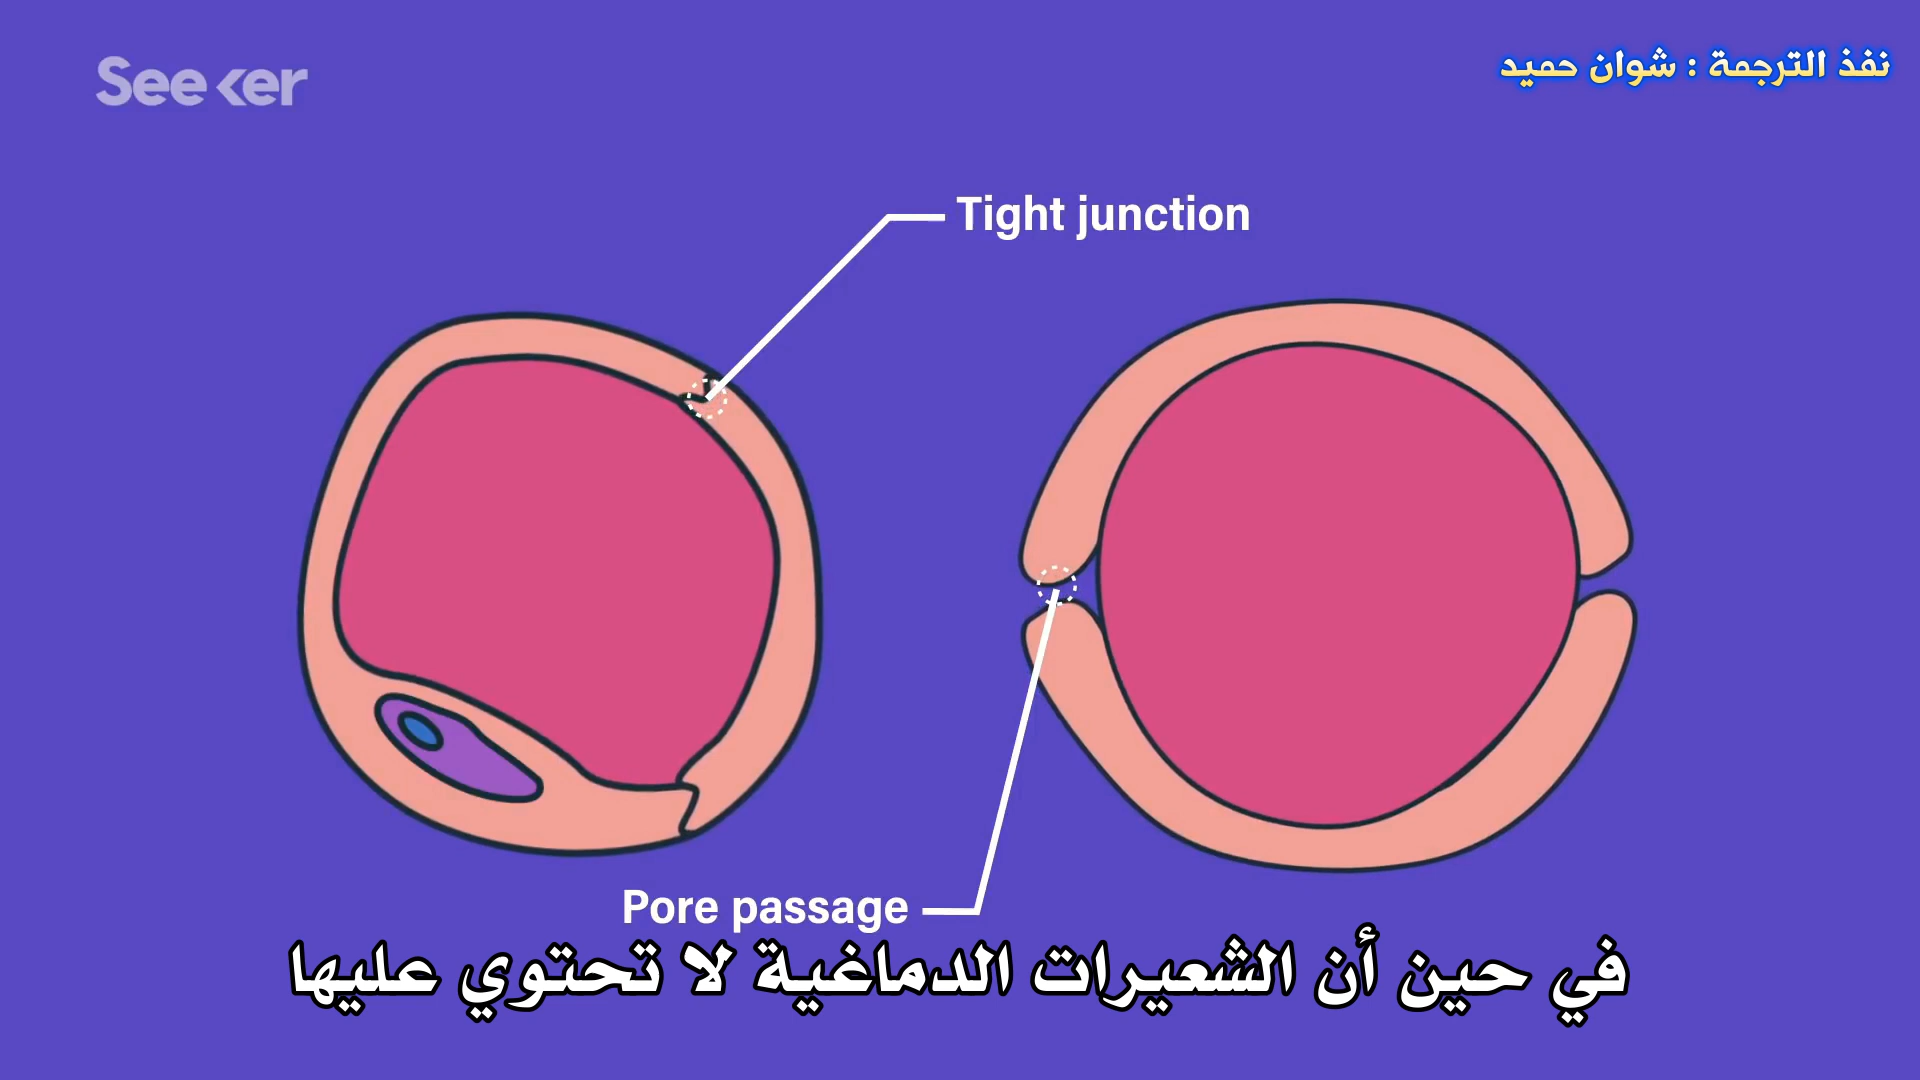 Seeker
نفذ الترجمة : شوان حميد
Tight junction
Pore passage
في حين أن الشعيرات الدماغية لا تحتوي عليها